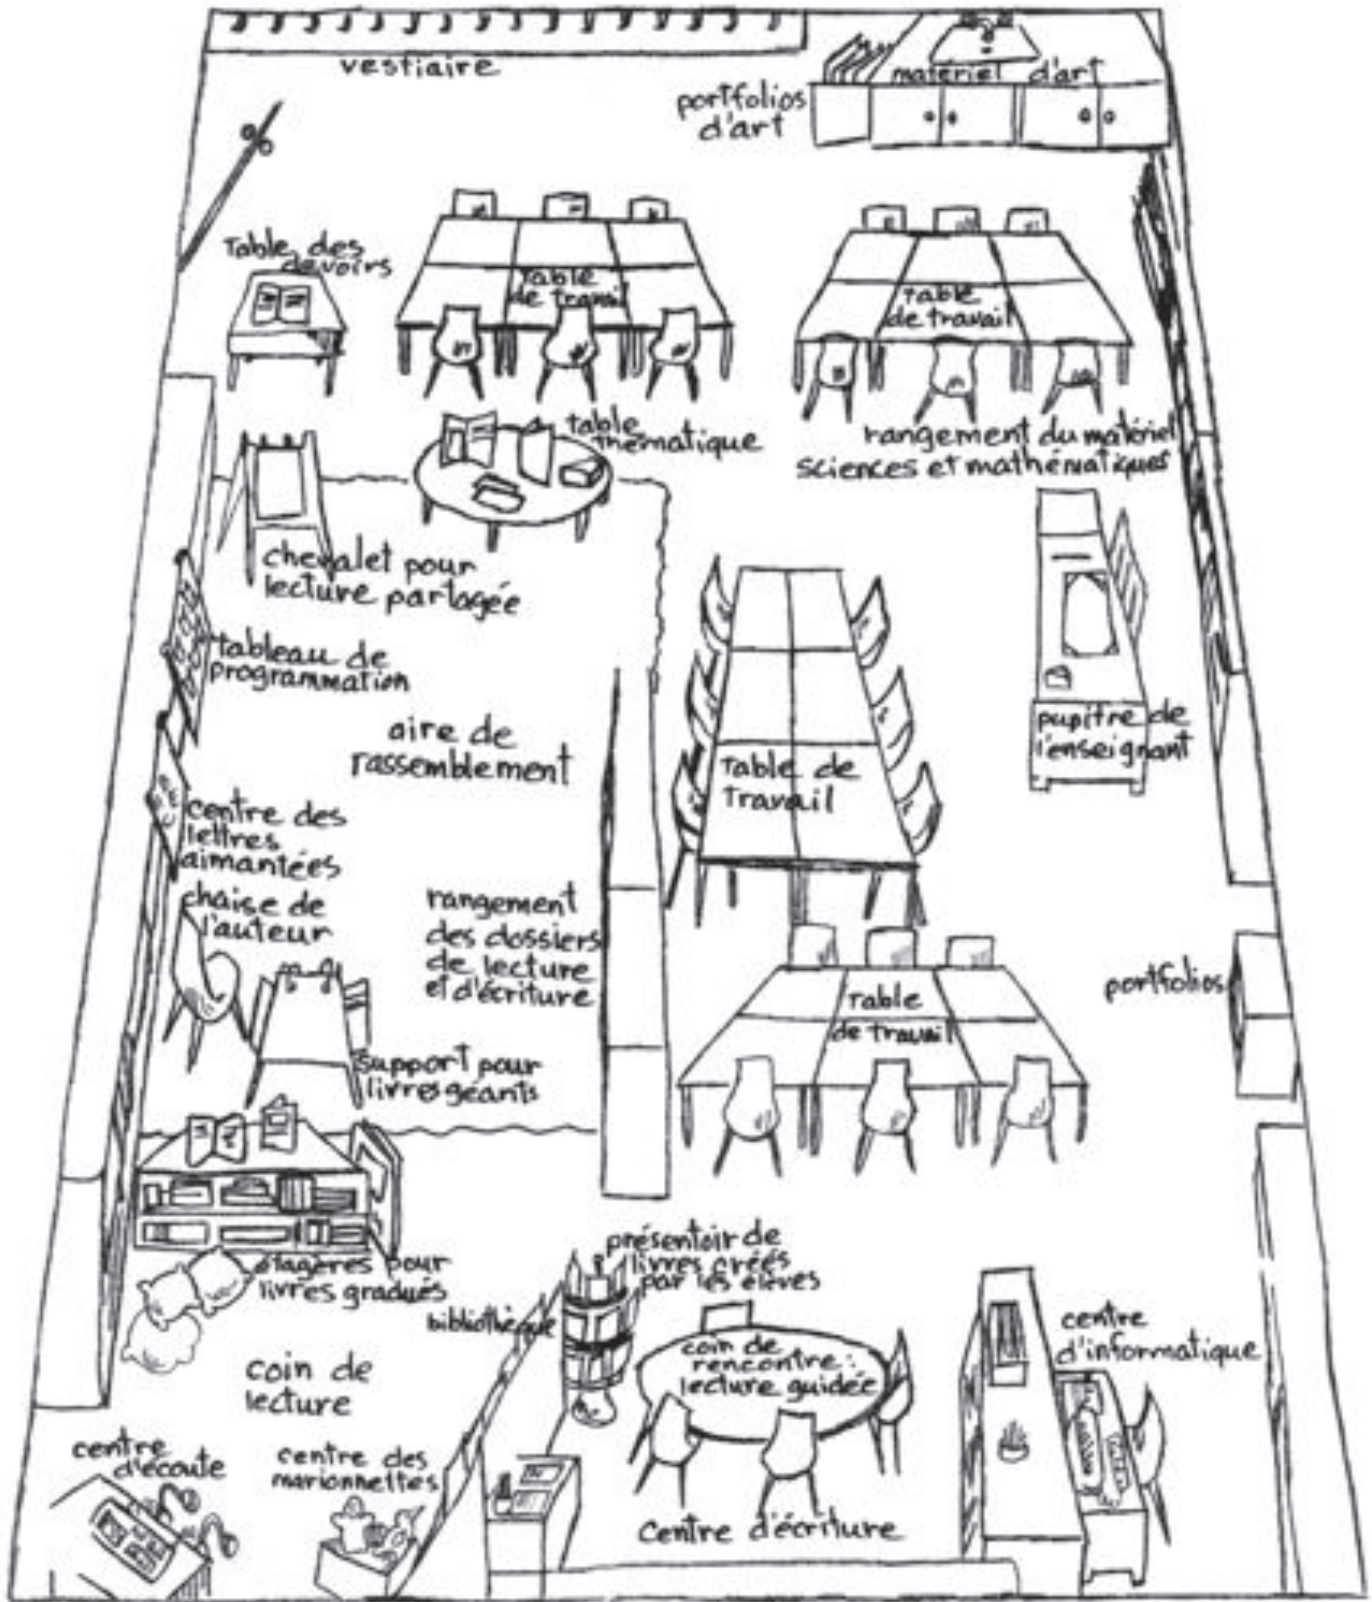 vestiaire
matériel d'art
portfolios
d'art
Table des
devoirs
Table
de travail
Table
de travail
table
thématique
rangement du matériel
sciences et mathématiques
chevalet pour
lecture partagée
tableau de
programmation
aire de
rassemblement
Table de
Travail
pupitre de
l'enseignant
centre des
lettres
aimantées
chaise de
l'auteur
rangement
des dossiers
de lecture
et d'écriture
Table
de travail
portfolios
support pour
livres géants
étagères pour
livres gradués
présentoir de
livres créés
par les élèves
bibliothèque
coin de
rencontre:
lecture guidée
centre
d'informatique
coin de
lecture
centre
d'écoute
centre des
marionnettes
Centre d'écriture